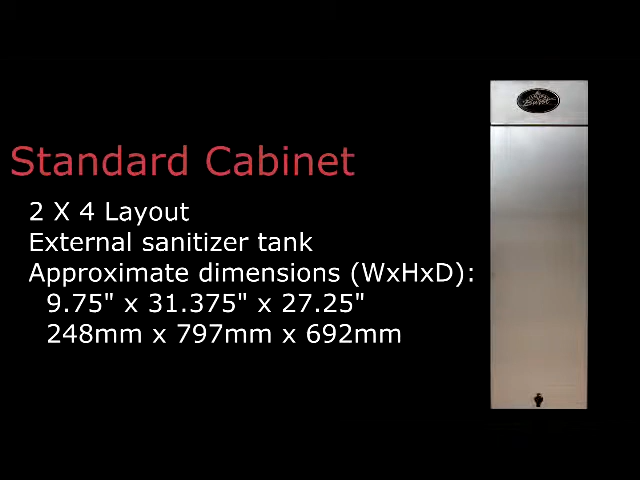 Standard Cabinet
2 X 4 Layout
External sanitizer tank
Approximate dimensions (WxHxD):
9.75" x 31.375" x 27.25"
248mm x 797mm x 692mm
Burst